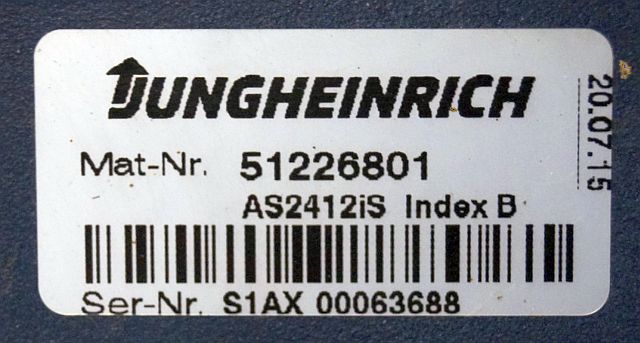 JUNGHEINRICH
Mat-Nr. 51226801
AS2412iS Index B
Ser-Nr. S1AX 00063688
20.07.15